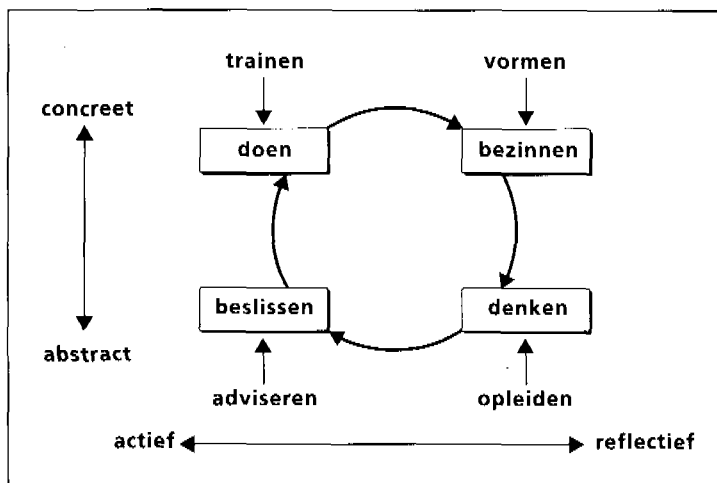 trainen vormen
concreet
doen bezinnen
beslissen denken
abstract
adviseren opleiden
actief reflectief